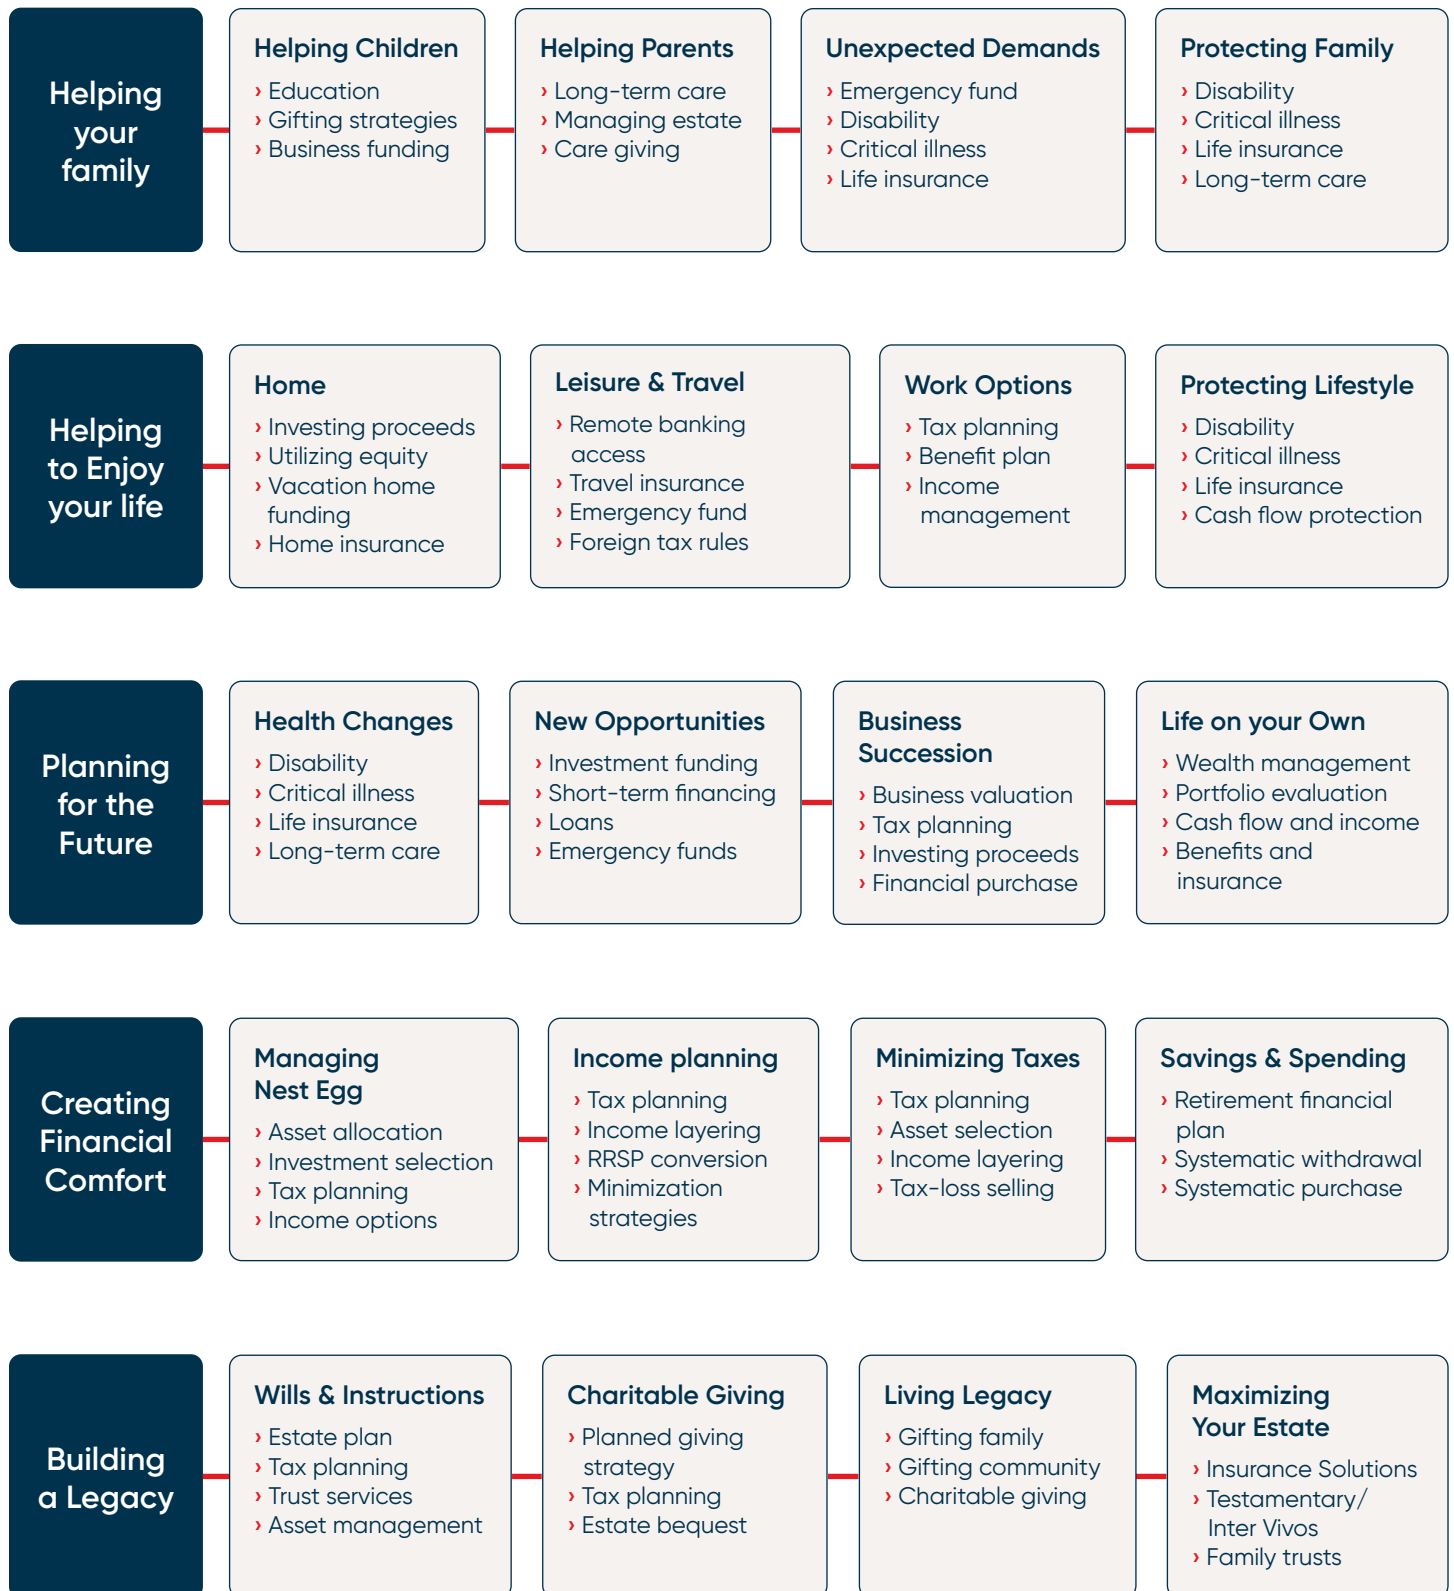 Helping
your
family
Helping Children
› Education
› Gifting strategies
› Business funding
Helping Parents
› Long-term care
› Managing estate
› Care giving
Unexpected Demands
› Emergency fund
› Disability
› Critical illness
› Life insurance
Protecting Family
› Disability
› Critical illness
› Life insurance
› Long-term care
Helping
to Enjoy
your life
Home
› Investing proceeds
› Utilizing equity
› Vacation home
funding
› Home insurance
Leisure & Travel
› Remote banking
access
› Travel insurance
› Emergency fund
› Foreign tax rules
Work Options
› Tax planning
› Benefit plan
› Income
management
Protecting Lifestyle
› Disability
› Critical illness
› Life insurance
› Cash flow protection
Planning
for the
Future
Health Changes
› Disability
› Critical illness
› Life insurance
› Long-term care
New Opportunities
› Investment funding
› Short-term financing
› Loans
› Emergency funds
Business
Succession
› Business valuation
› Tax planning
› Investing proceeds
› Financial purchase
Life on your Own
› Wealth management
› Portfolio evaluation
› Cash flow and income
› Benefits and
insurance
Creating
Financial
Comfort
Managing
Nest Egg
› Asset allocation
› Investment selection
› Tax planning
› Income options
Income planning
› Tax planning
› Income layering
› RRSP conversion
› Minimization
strategies
Minimizing Taxes
› Tax planning
› Asset selection
› Income layering
› Tax-loss selling
Savings & Spending
› Retirement financial
plan
› Systematic withdrawal
› Systematic purchase
Building
a Legacy
Wills & Instructions
› Estate plan
› Tax planning
› Trust services
› Asset management
Charitable Giving
› Planned giving
strategy
› Tax planning
› Estate bequest
Living Legacy
› Gifting family
› Gifting community
› Charitable giving
Maximizing
Your Estate
› Insurance Solutions
› Testamentary/
Inter Vivos
› Family trusts